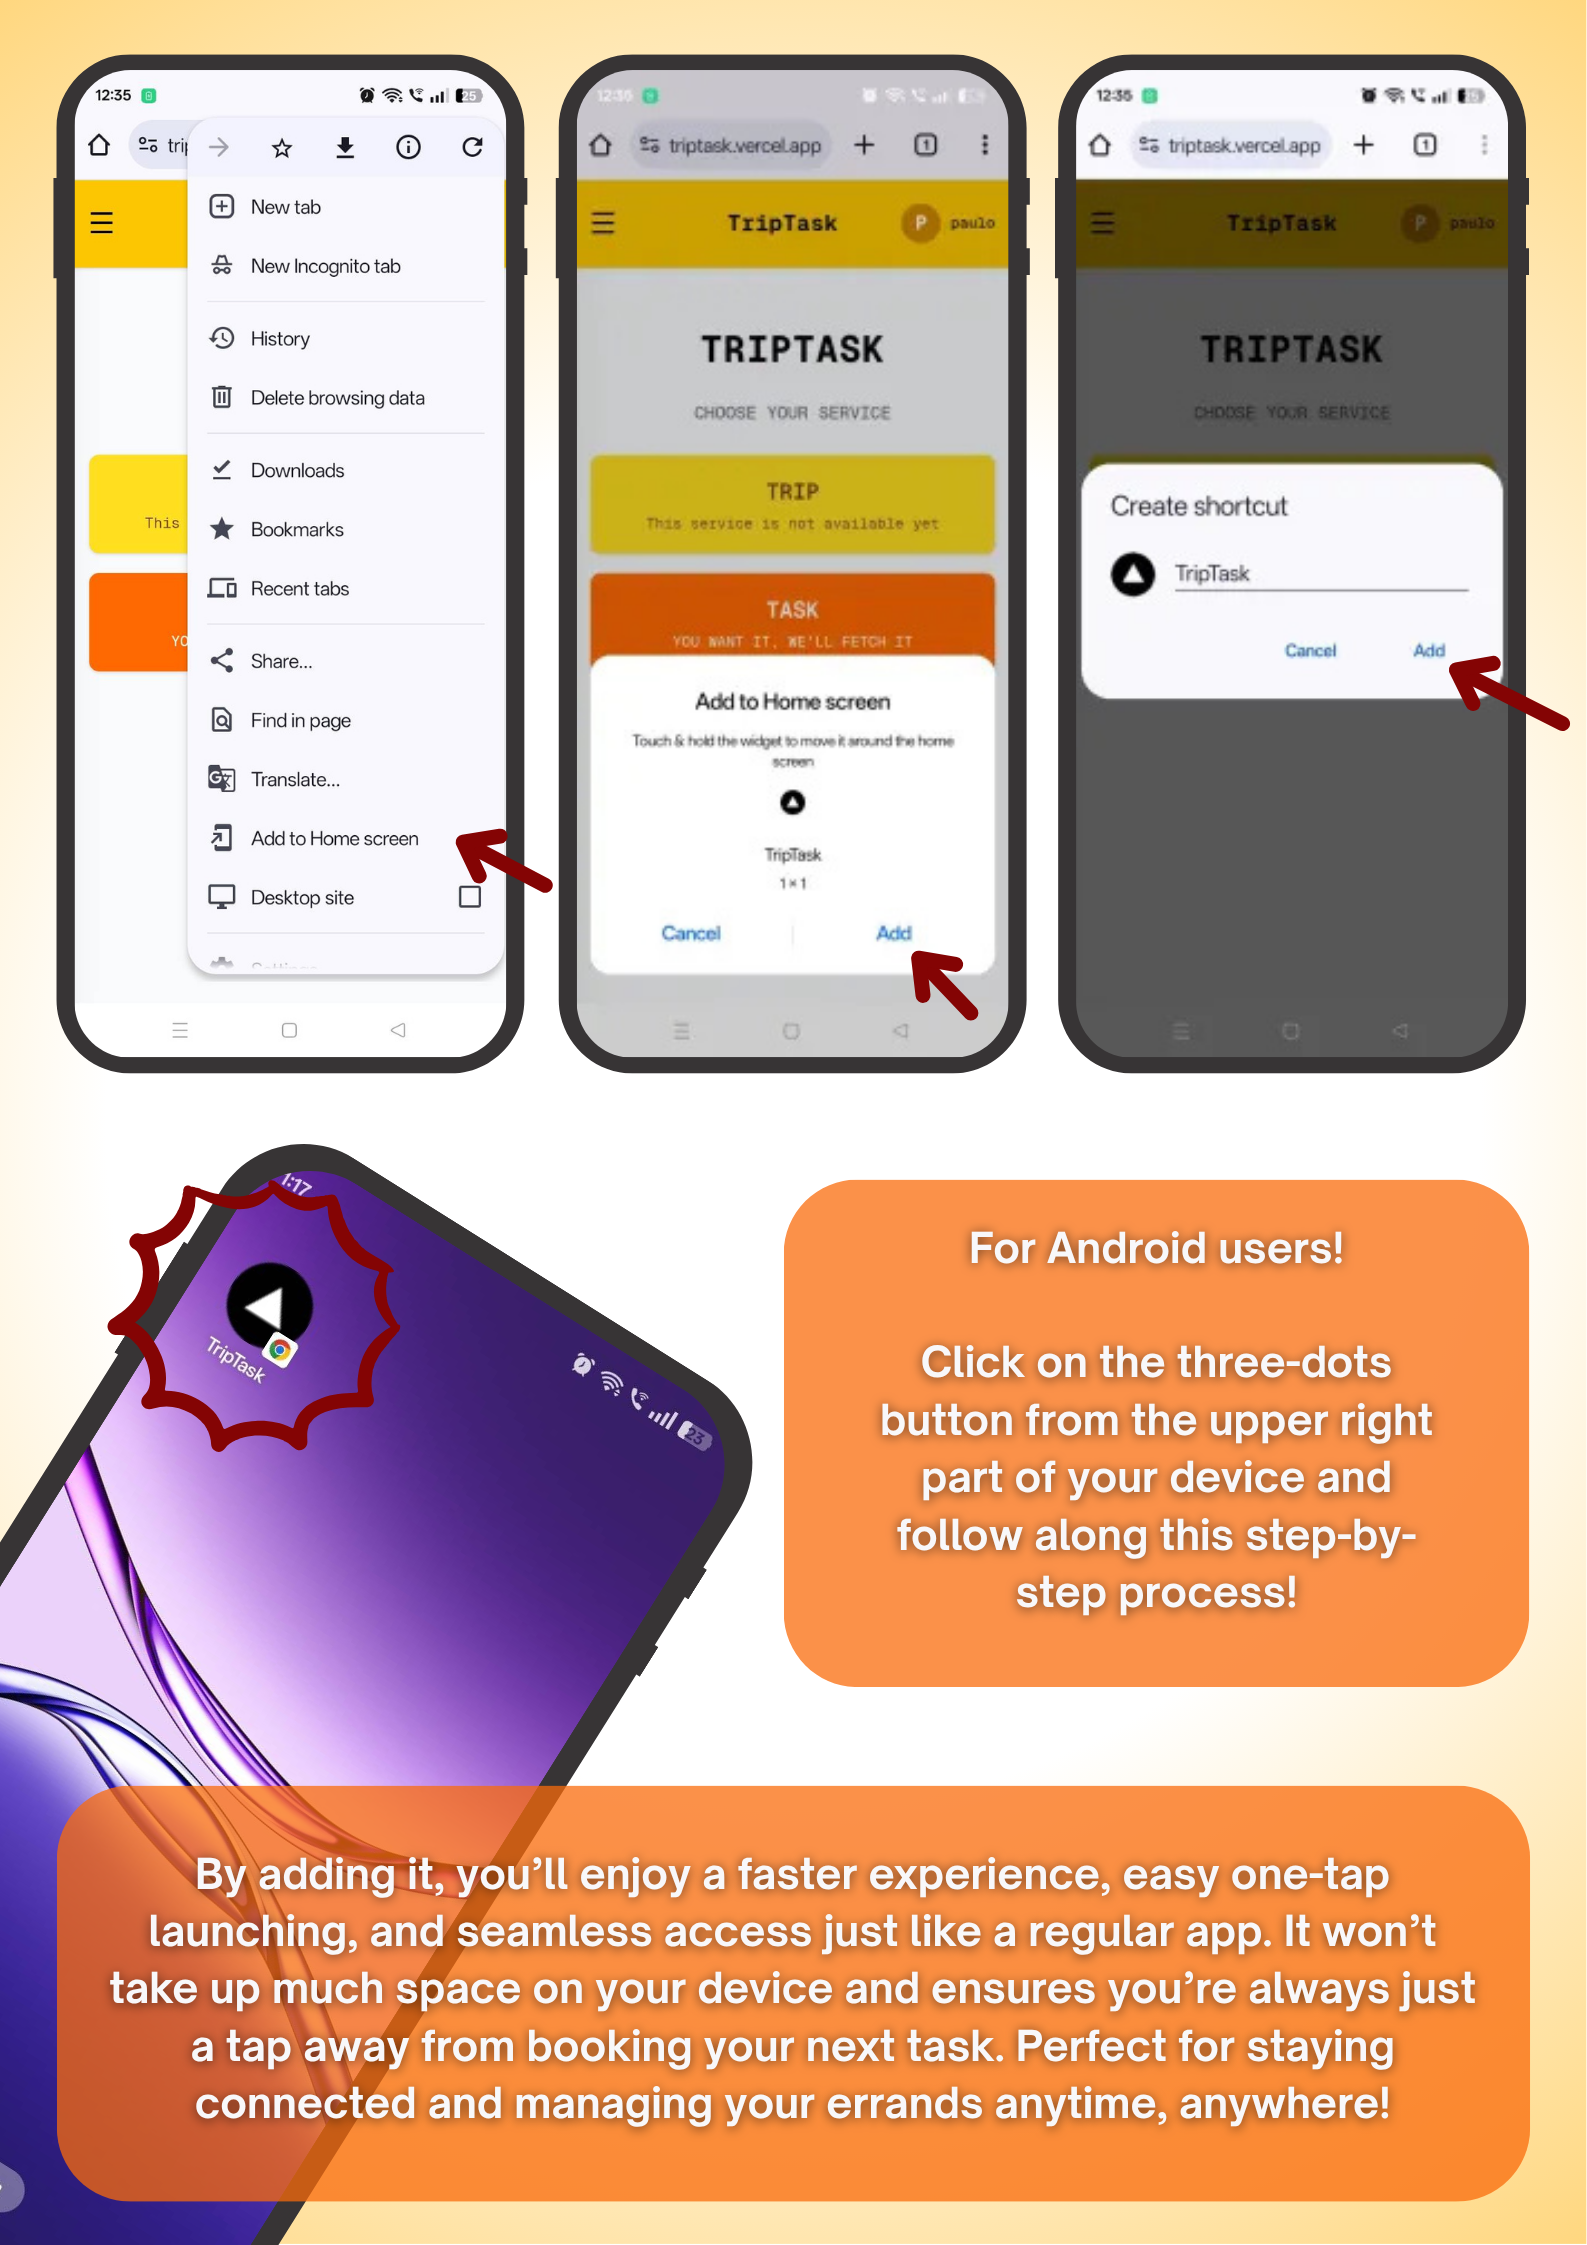 12:35
25
New tab
New Incognito tab
History
Delete browsing data
Downloads
Bookmarks
Recent tabs
Share...
Find in page
Translate...
Add to Home screen
Desktop site
This
YO
12:35
triptask.vercel.app
1
TripTask
P
paulo
TRIPTASK
CHOOSE YOUR SERVICE
TRIP
This service is not available yet
TASK
YOU WANT IT, WE'LL FETCH IT
Add to Home screen
Touch & hold the widget to move it around the home
screen
TripTask
1×1
Cancel
Add
12:35
triptask.vercel.app
1
TripTask
P
paulo
TRIPTASK
CHOOSE YOUR SERVICE
Create shortcut
TripTask
Cancel
Add
1:17
TripTask
23
For Android users!
Click on the three-dots
button from the upper right
part of your device and
follow along this step-by-
step process!
By adding it, you’ll enjoy a faster experience, easy one-tap
launching, and seamless access just like a regular app. It won’t
take up much space on your device and ensures you’re always just
a tap away from booking your next task. Perfect for staying
connected and managing your errands anytime, anywhere!